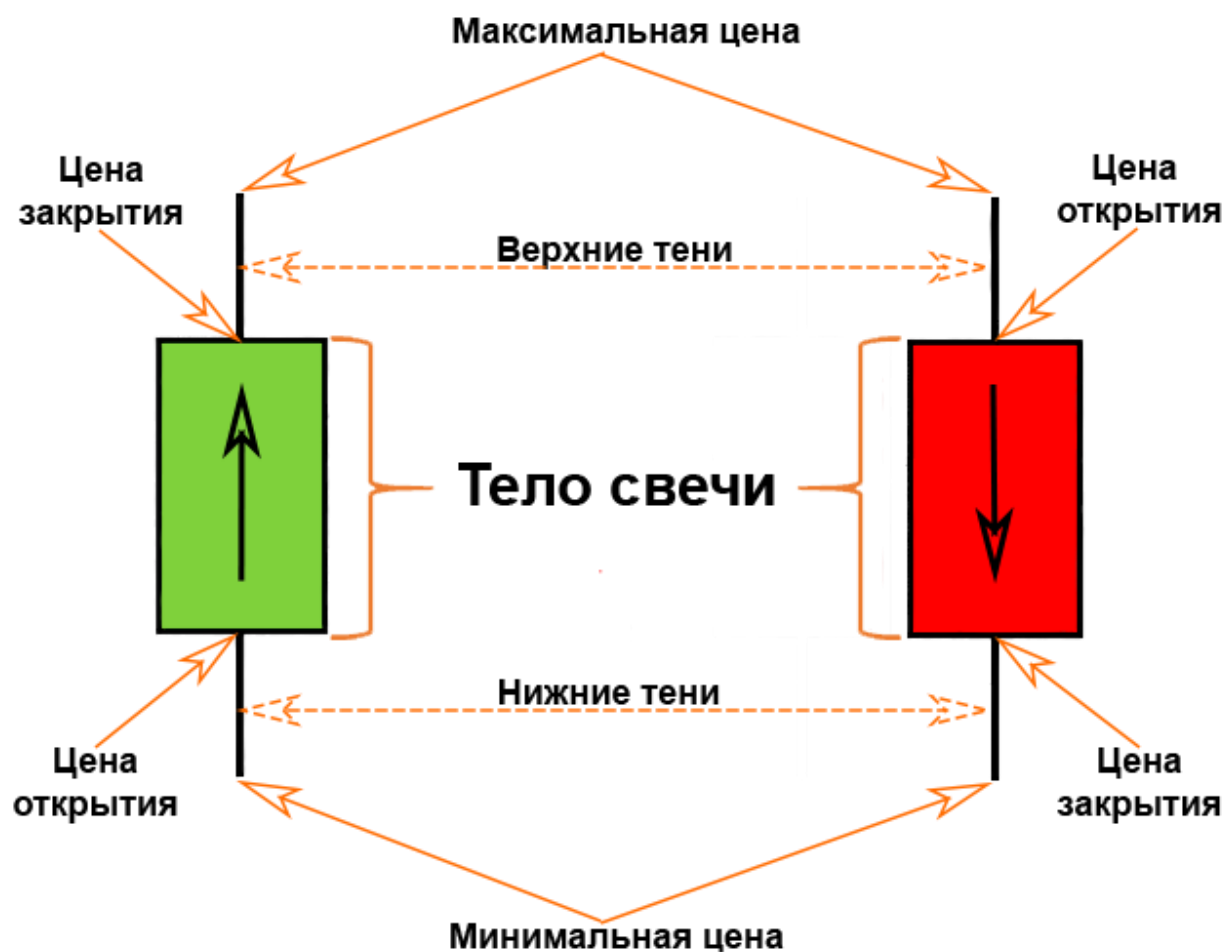 Максимальная цена
Цена
закрытия
Цена
открытия
Верхние тени
Тело свечи
Нижние тени
Цена
открытия
Цена
закрытия
Минимальная цена